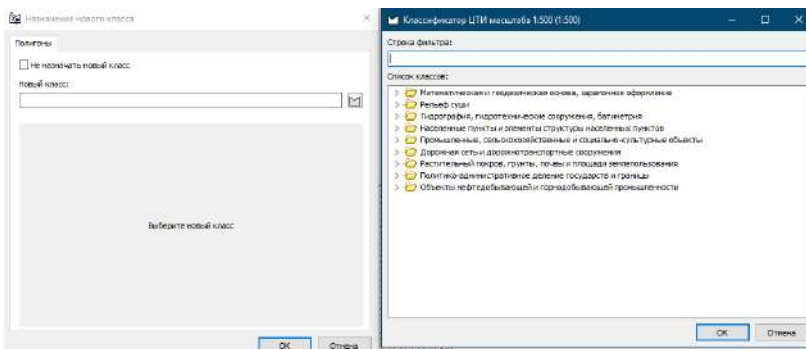 Назначение нового класса
Полигоны
Не назначать новый класс
Новый класс:
Выберите новый класс
ОК
Отмена
Классификатор ЦТИ масштаба 1:500 (1:500)
Строка фильтра:
Список классов:
Математическая и геодезическая основа, зарамочное оформление
Рельеф суши
Гидрография, гидротехнические сооружения, батиметрия
Населенные пункты и элементы структуры населенных пунктов
Промышленные, сельскохозяйственные и социально-культурные объекты
Дорожная сеть и дорожнотранспортные сооружения
Растительный покров, грунты, почвы и площади землепользования
Политико-административное деление государств и границы
Объекты нефтедобывающей и горнодобывающей промышленности
ОК
Отмена